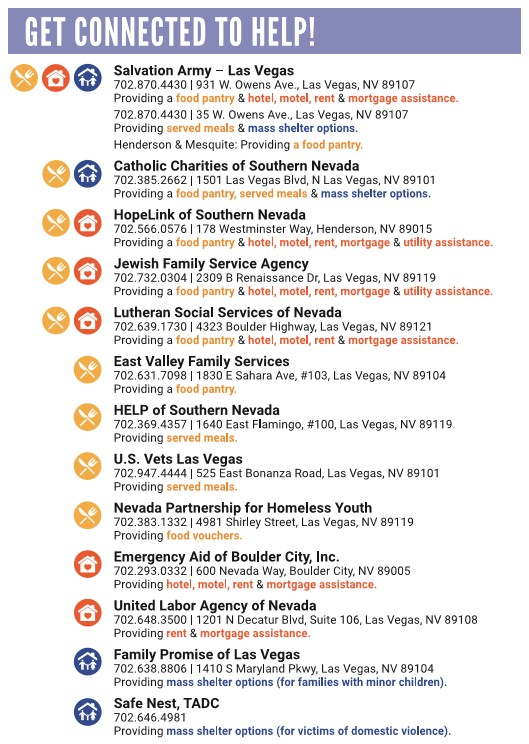 GET CONNECTED TO HELP!
Salvation Army – Las Vegas
702.870.4430 | 931 W. Owens Ave., Las Vegas, NV 89107
Providing a food pantry & hotel, motel, rent & mortgage assistance.
702.870.4430 | 35 W. Owens Ave., Las Vegas, NV 89107
Providing served meals & mass shelter options.
Henderson & Mesquite: Providing a food pantry.
Catholic Charities of Southern Nevada
702.385.2662 | 1501 Las Vegas Blvd, N Las Vegas, NV 89101
Providing a food pantry, served meals & mass shelter options.
HopeLink of Southern Nevada
702.566.0576 | 178 Westminster Way, Henderson, NV 89015
Providing a food pantry & hotel, motel, rent, mortgage & utility assistance.
Jewish Family Service Agency
702.732.0304 | 2309 B Renaissance Dr, Las Vegas, NV 89119
Providing a food pantry & hotel, motel, rent, mortgage & utility assistance.
Lutheran Social Services of Nevada
702.639.1730 | 4323 Boulder Highway, Las Vegas, NV 89121
Providing a food pantry & hotel, motel, rent & mortgage assistance.
East Valley Family Services
702.631.7098 | 1830 E Sahara Ave, #103, Las Vegas, NV 89104
Providing a food pantry.
HELP of Southern Nevada
702.369.4357 | 1640 East Flamingo, #100, Las Vegas, NV 89119
Providing served meals.
U.S. Vets Las Vegas
702.947.4444 | 525 East Bonanza Road, Las Vegas, NV 89101
Providing served meals.
Nevada Partnership for Homeless Youth
702.383.1332 | 4981 Shirley Street, Las Vegas, NV 89119
Providing food vouchers.
Emergency Aid of Boulder City, Inc.
702.293.0332 | 600 Nevada Way, Boulder City, NV 89005
Providing hotel, motel, rent & mortgage assistance.
United Labor Agency of Nevada
702.648.3500 | 1201 N Decatur Blvd, Suite 106, Las Vegas, NV 89108
Providing rent & mortgage assistance.
Family Promise of Las Vegas
702.638.8806 | 1410 S Maryland Pkwy, Las Vegas, NV 89104
Providing mass shelter options (for families with minor children).
Safe Nest, TADC
702.646.4981
Providing mass shelter options (for victims of domestic violence).